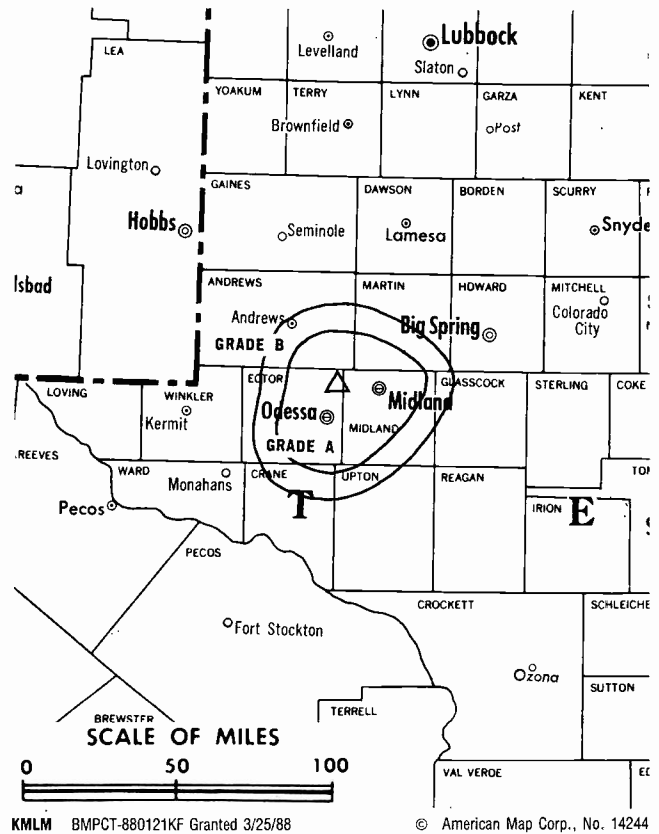 LEA
Levelland
Lubbock
Slaton
YOAKUM
TERRY
LYNN
GARZA
KENT
Brownfield
Post
Lovington
a
GAINES
DAWSON
BORDEN
SCURRY
Hobbs
Seminole
Lamesa
Snyde
lsbad
ANDREWS
MARTIN
HOWARD
MITCHELL
Colorado
City
Andrews
Big Spring
GRADE B
LOVING
WINKLER
ECTOR
GLASSCOCK
STERLING
COKE
Kermit
Odessa
Midland
MIDLAND
GRADE A
.REEVES
WARD
CRANE
UPTON
REAGAN
TOM
Monahans
Pecos
T
IRION
E
PECOS
CROCKETT
SCHLEICHE
Fort Stockton
Ozona
SUTTON
BREWSTER
TERRELL
SCALE OF MILES
0 50 100
VAL VERDE
ED
KMLM BMPCT-880121KF Granted 3/25/88 © American Map Corp., No. 14244